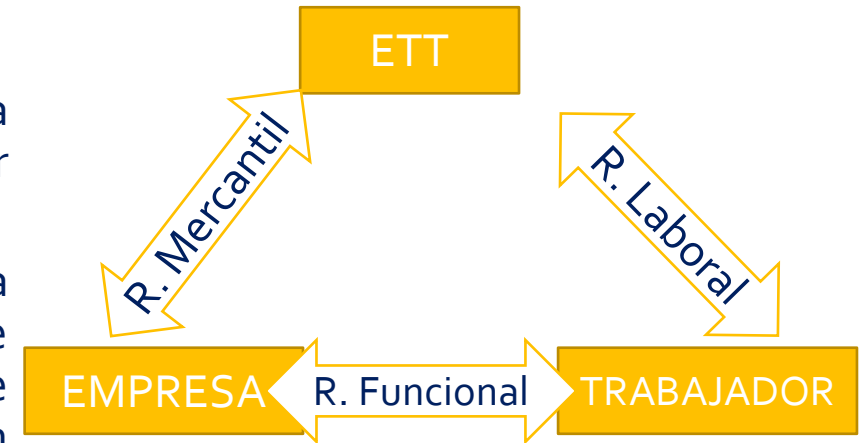 ETT
R. Mercantil
R. Laboral
EMPRESA
R. Funcional
TRABAJADOR